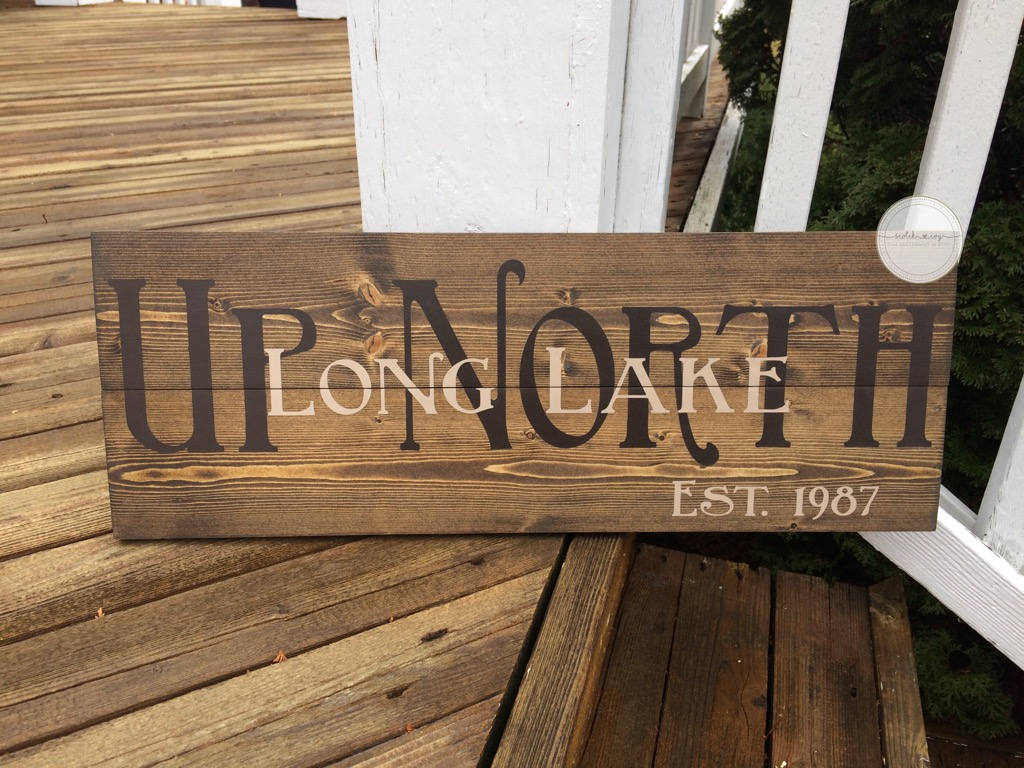 UP NORTH
LONG LAKE
EST. 1987